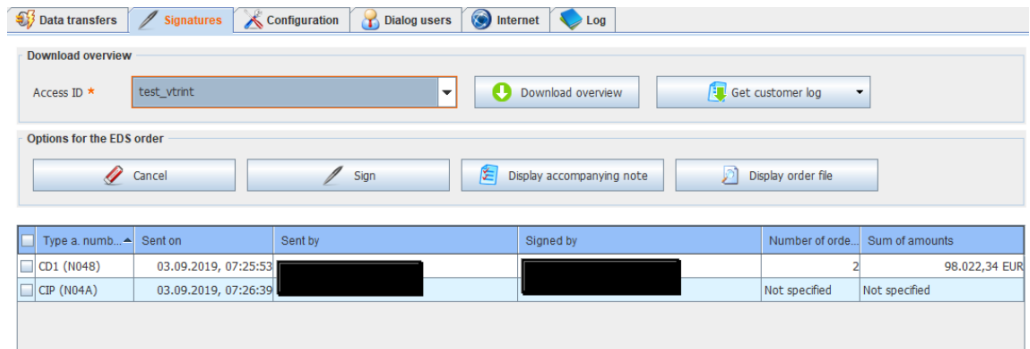 Data transfers Signatures Configuration Dialog users Internet Log
Download overview
Access ID * test_vtrint Download overview Get customer log
Options for the EDS order
Cancel Sign Display accompanying note Display order file
Type a. numb... Sent on Sent by Signed by Number of orde... Sum of amounts
CD1 (N048) 03.09.2019, 07:25:53 2 98.022,34 EUR
CIP (N04A) 03.09.2019, 07:26:39 Not specified Not specified